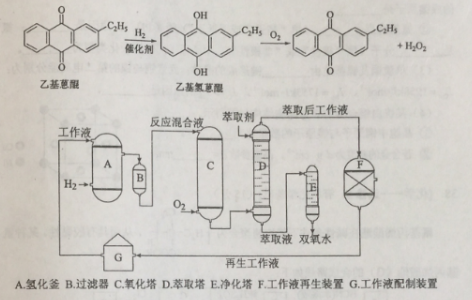 O
C₂H₅
O
H₂
催化剂
OH
C₂H₅
OH
O₂
O
C₂H₅
O
+ H₂O₂
乙基蒽醌
乙基氢蒽醌
反应混合液
萃取剂
萃取后工作液
工作液
A
B
C
D
E
F
H₂
O₂
萃取液
双氧水
G
再生工作液
A.氢化釜 B.过滤器 C.氧化塔 D.萃取塔 E.净化塔 F.工作液再生装置 G.工作液配制装置